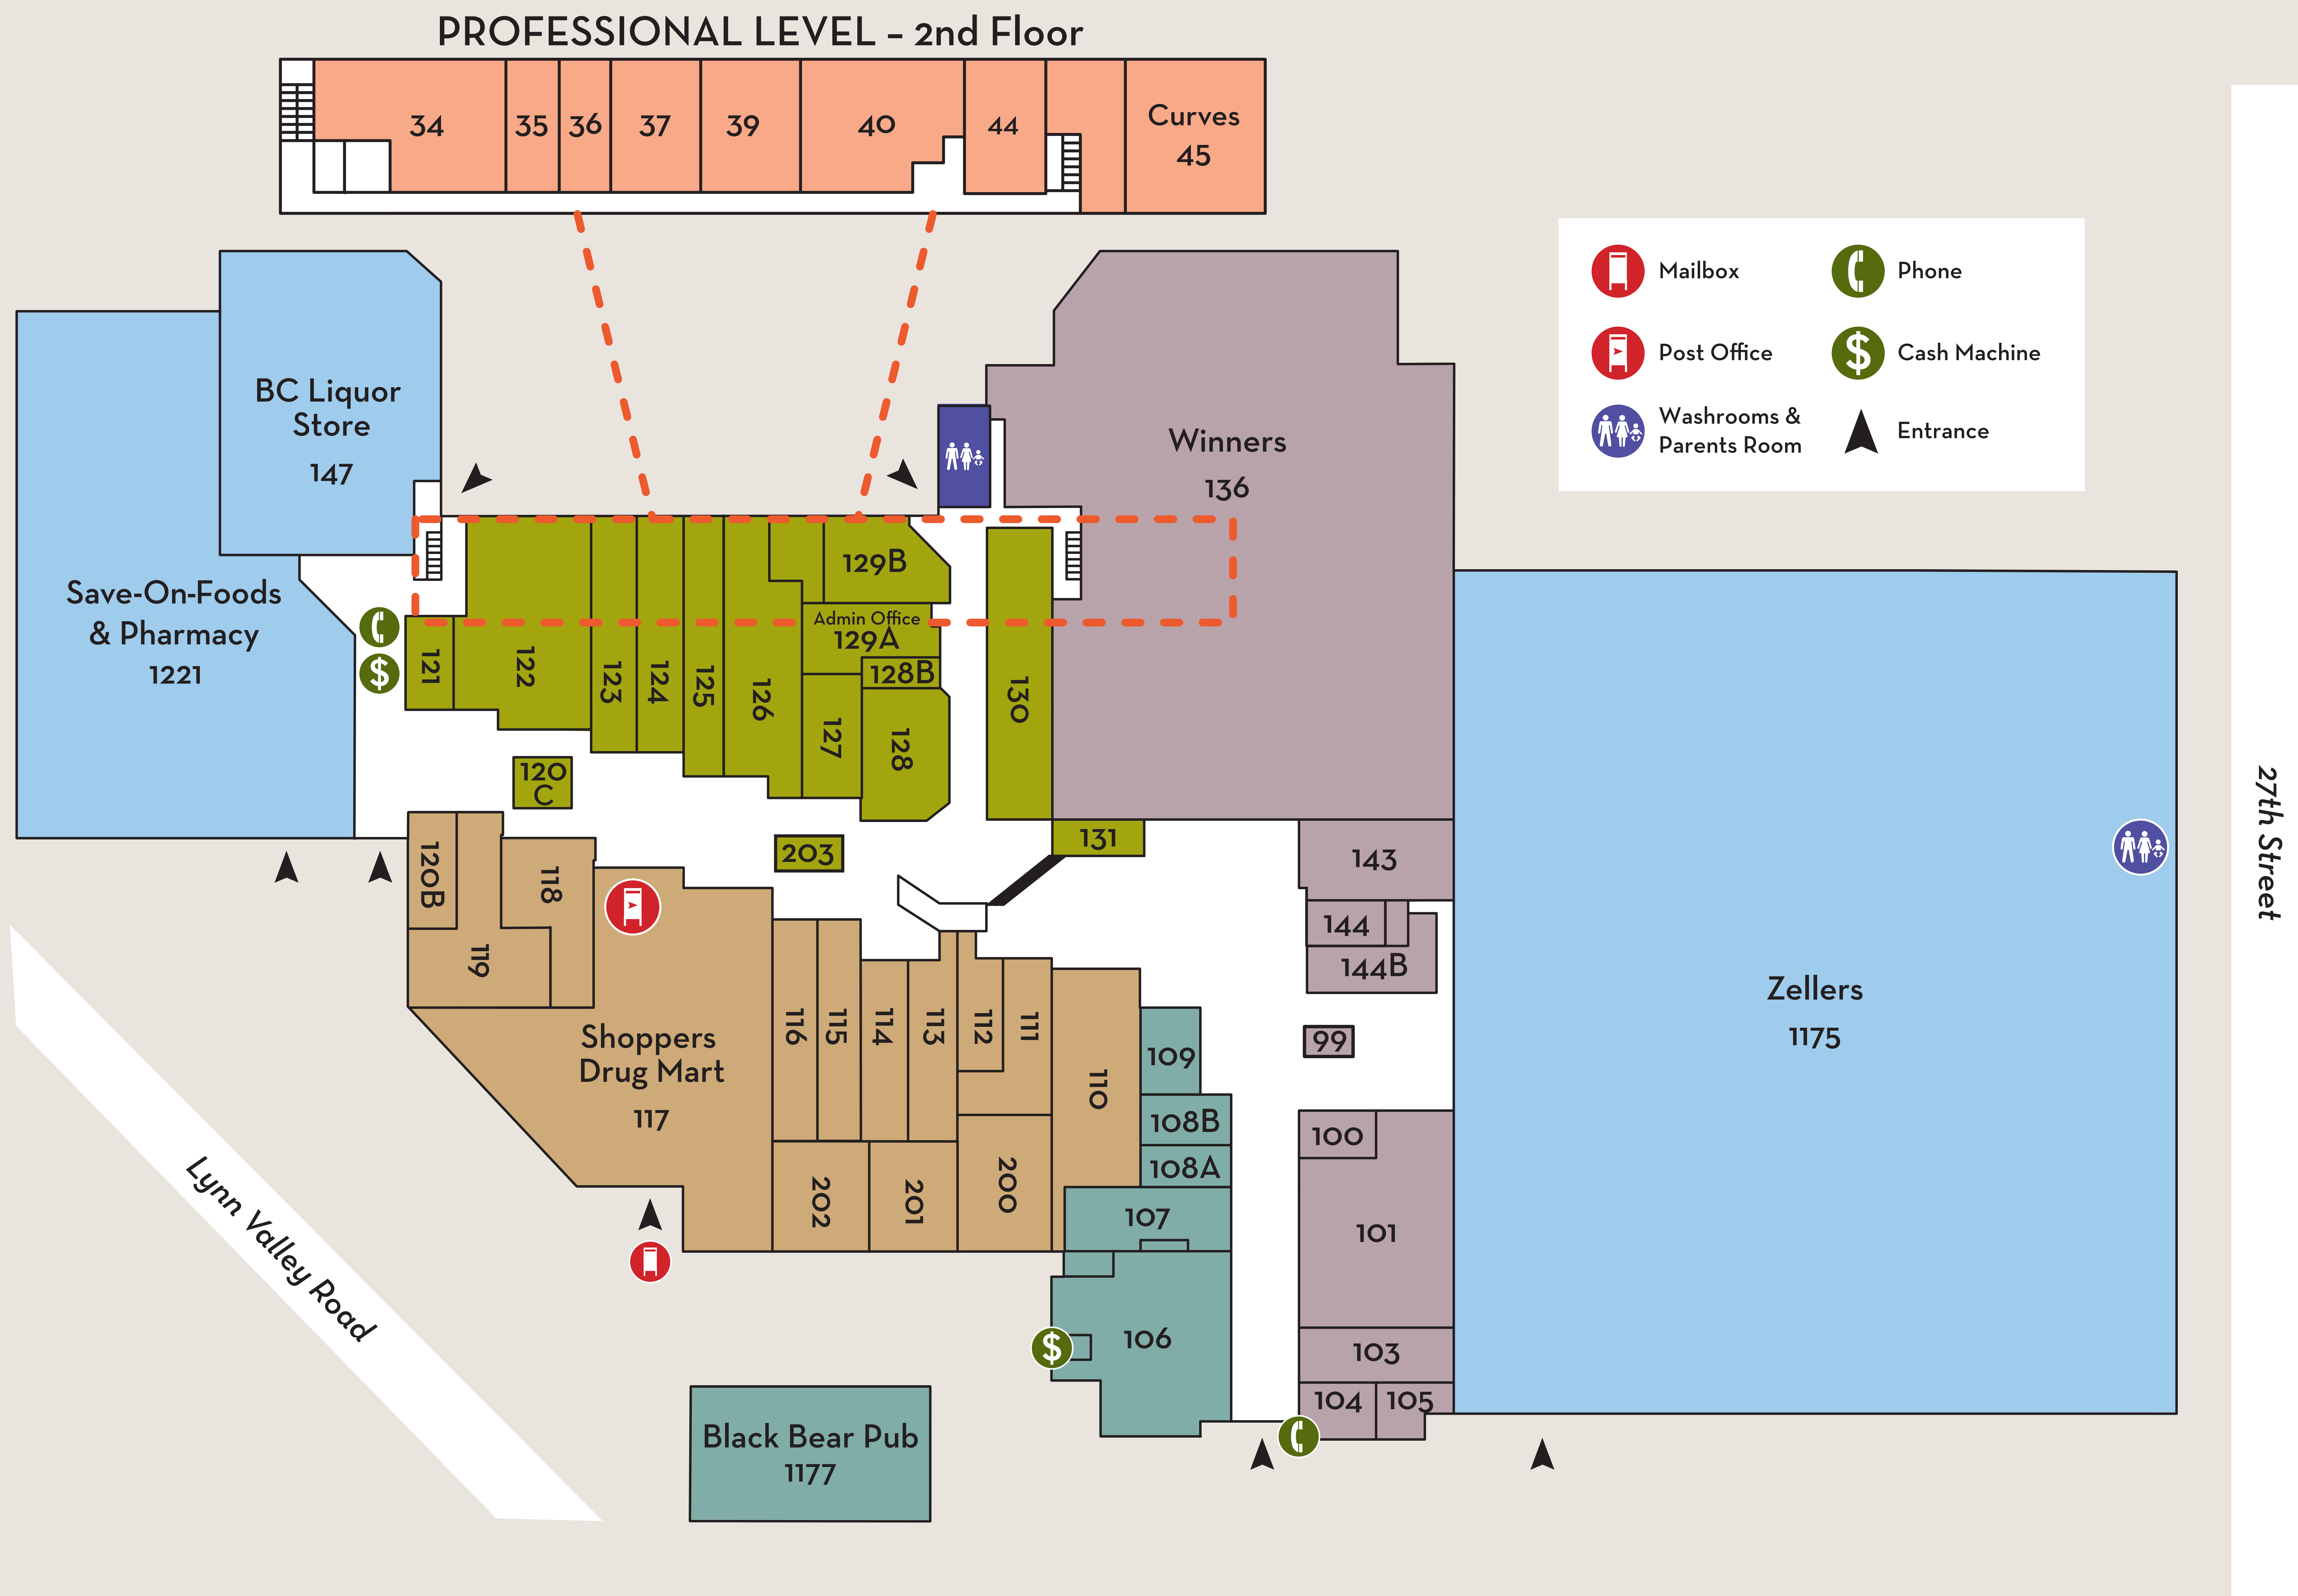 PROFESSIONAL LEVEL – 2nd Floor
34
35
36
37
39
40
44
Curves
45
Mailbox
Phone
Post Office
Cash Machine
Washrooms &
Parents Room
Entrance
BC Liquor
Store
147
Winners
136
Save-On-Foods
& Pharmacy
1221
$
121
122
123
124
125
126
127
128
128B
129B
Admin Office
129A
130
131
120
C
203
120B
118
119
Shoppers
Drug Mart
117
116
115
114
113
112
111
110
109
108B
108A
107
106
202
201
200
143
144
144B
99
100
101
103
104
105
$
Zellers
1175
27th Street
Lynn Valley Road
Black Bear Pub
1177